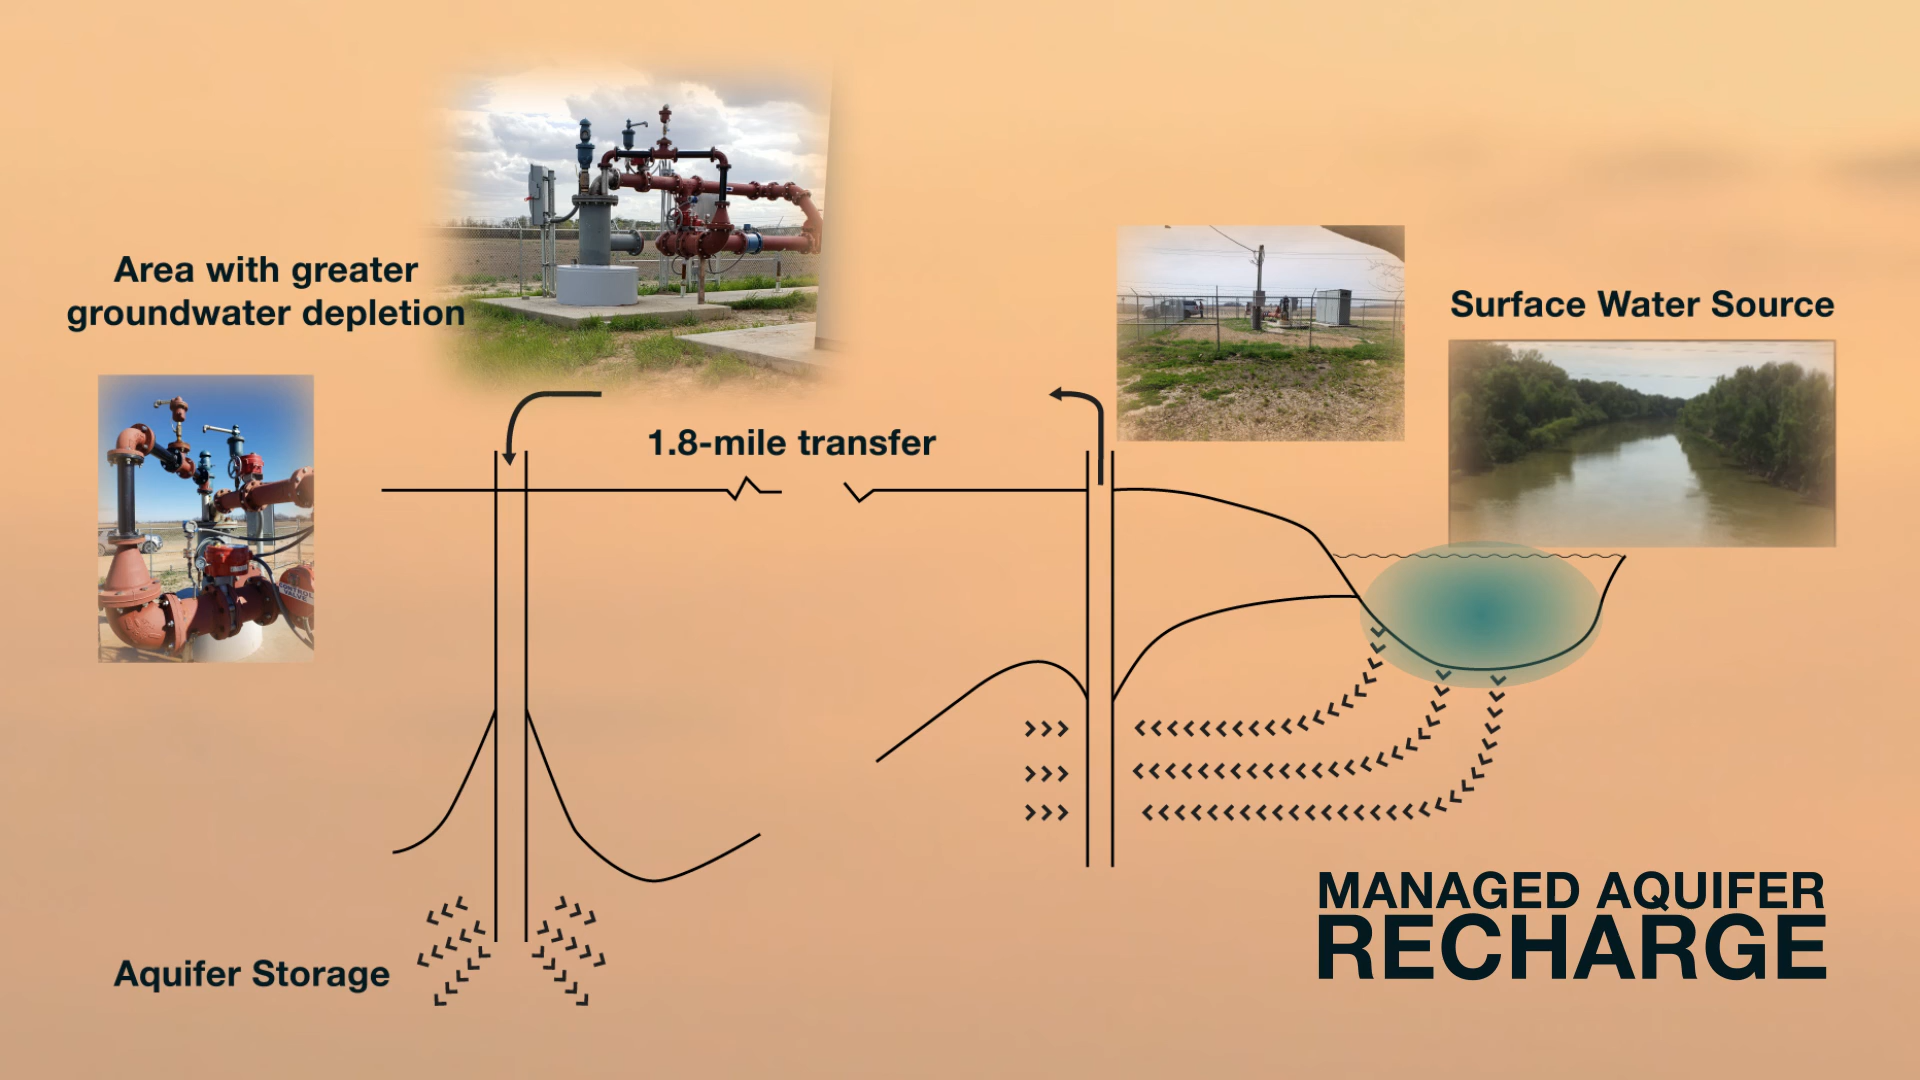 Area with greater
groundwater depletion
Surface Water Source
1.8-mile transfer
Aquifer Storage
MANAGED AQUIFER
RECHARGE